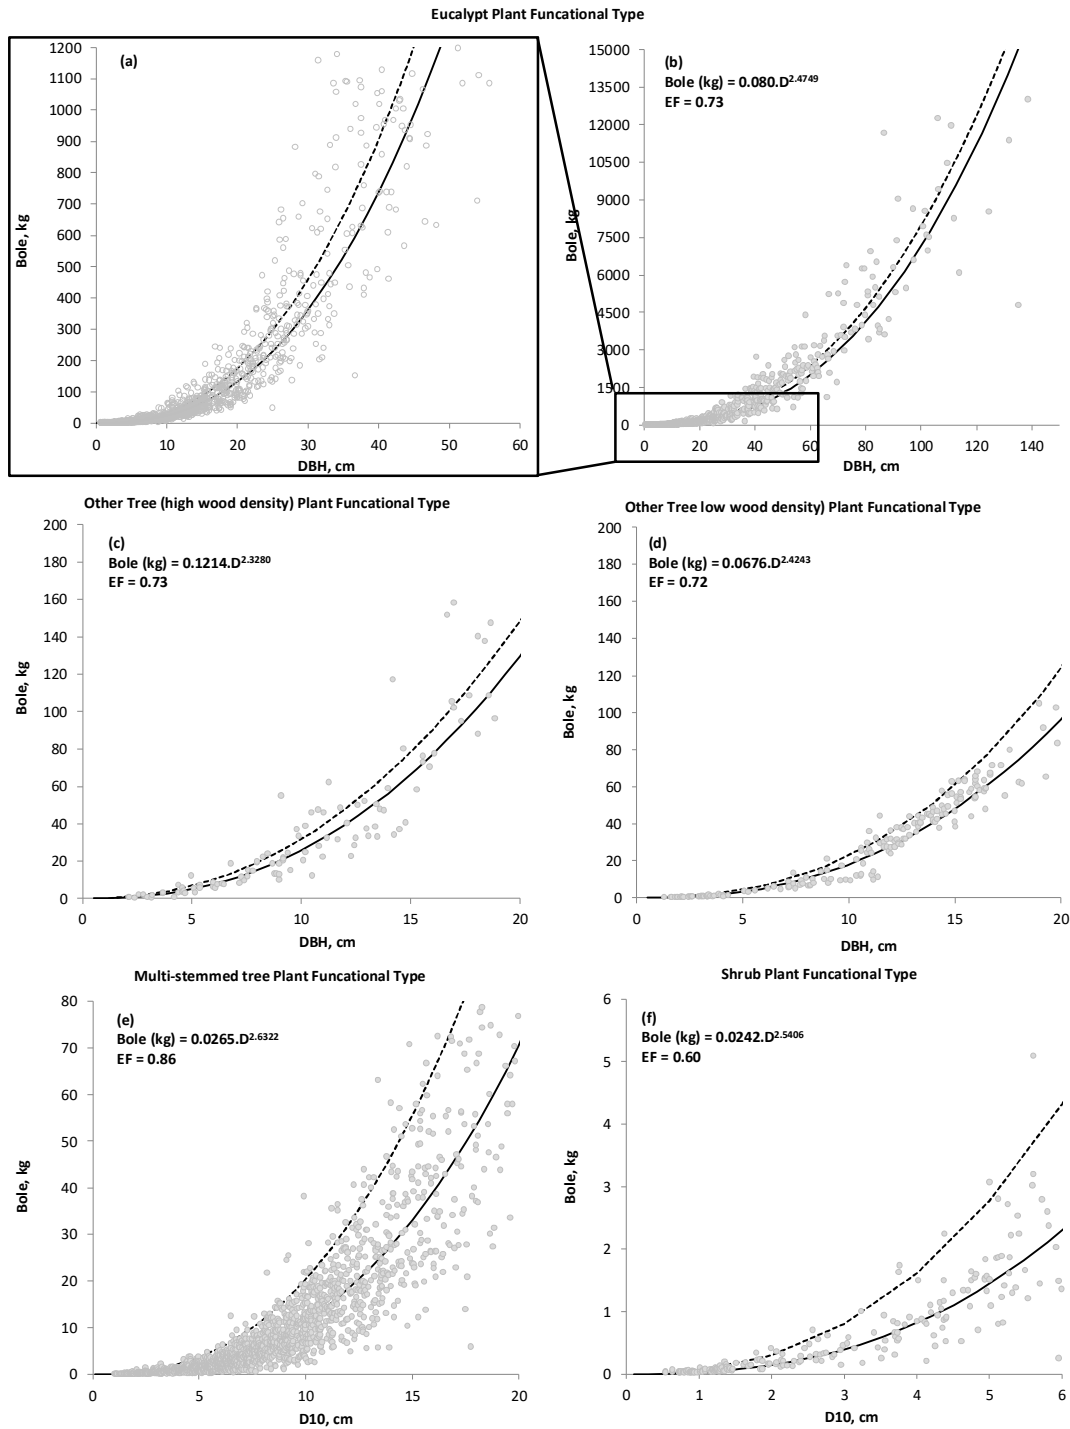 Eucalypt Plant Funcational Type
(a)
1200
1100
1000
900
800
700
600
500
400
300
200
100
0
Bole, kg
0 10 20 30 40 50 60
DBH, cm
(b)
Bole (kg) = 0.080.D2.4749
EF = 0.73
15000
13500
12000
10500
9000
7500
6000
4500
3000
1500
0
Bole, kg
0 20 40 60 80 100 120 140
DBH, cm
Other Tree (high wood density) Plant Funcational Type
(c)
Bole (kg) = 0.1214.D2.3280
EF = 0.73
200
180
160
140
120
100
80
60
40
20
0
Bole, kg
0 5 10 15 20
DBH, cm
Other Tree low wood density) Plant Funcational Type
(d)
Bole (kg) = 0.0676.D2.4243
EF = 0.72
200
180
160
140
120
100
80
60
40
20
0
Bole, kg
0 5 10 15 20
DBH, cm
Multi-stemmed tree Plant Funcational Type
(e)
Bole (kg) = 0.0265.D2.6322
EF = 0.86
80
70
60
50
40
30
20
10
0
Bole, kg
0 5 10 15 20
D10, cm
Shrub Plant Funcational Type
(f)
Bole (kg) = 0.0242.D2.5406
EF = 0.60
6
5
4
3
2
1
0
Bole, kg
0 1 2 3 4 5 6
D10, cm